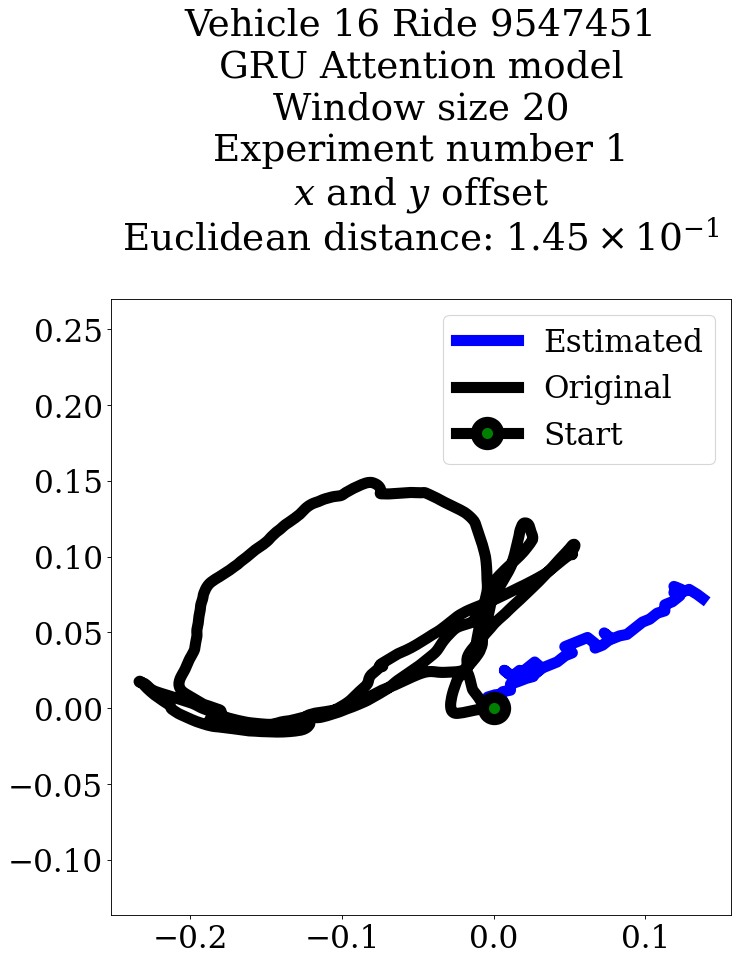 Vehicle 16 Ride 9547451
GRU Attention model
Window size 20
Experiment number 1
x and y offset
Euclidean distance: 1.45 × 10⁻¹
Estimated
Original
Start
0.25
0.20
0.15
0.10
0.05
0.00
−0.05
−0.10
−0.2
−0.1
0.0
0.1